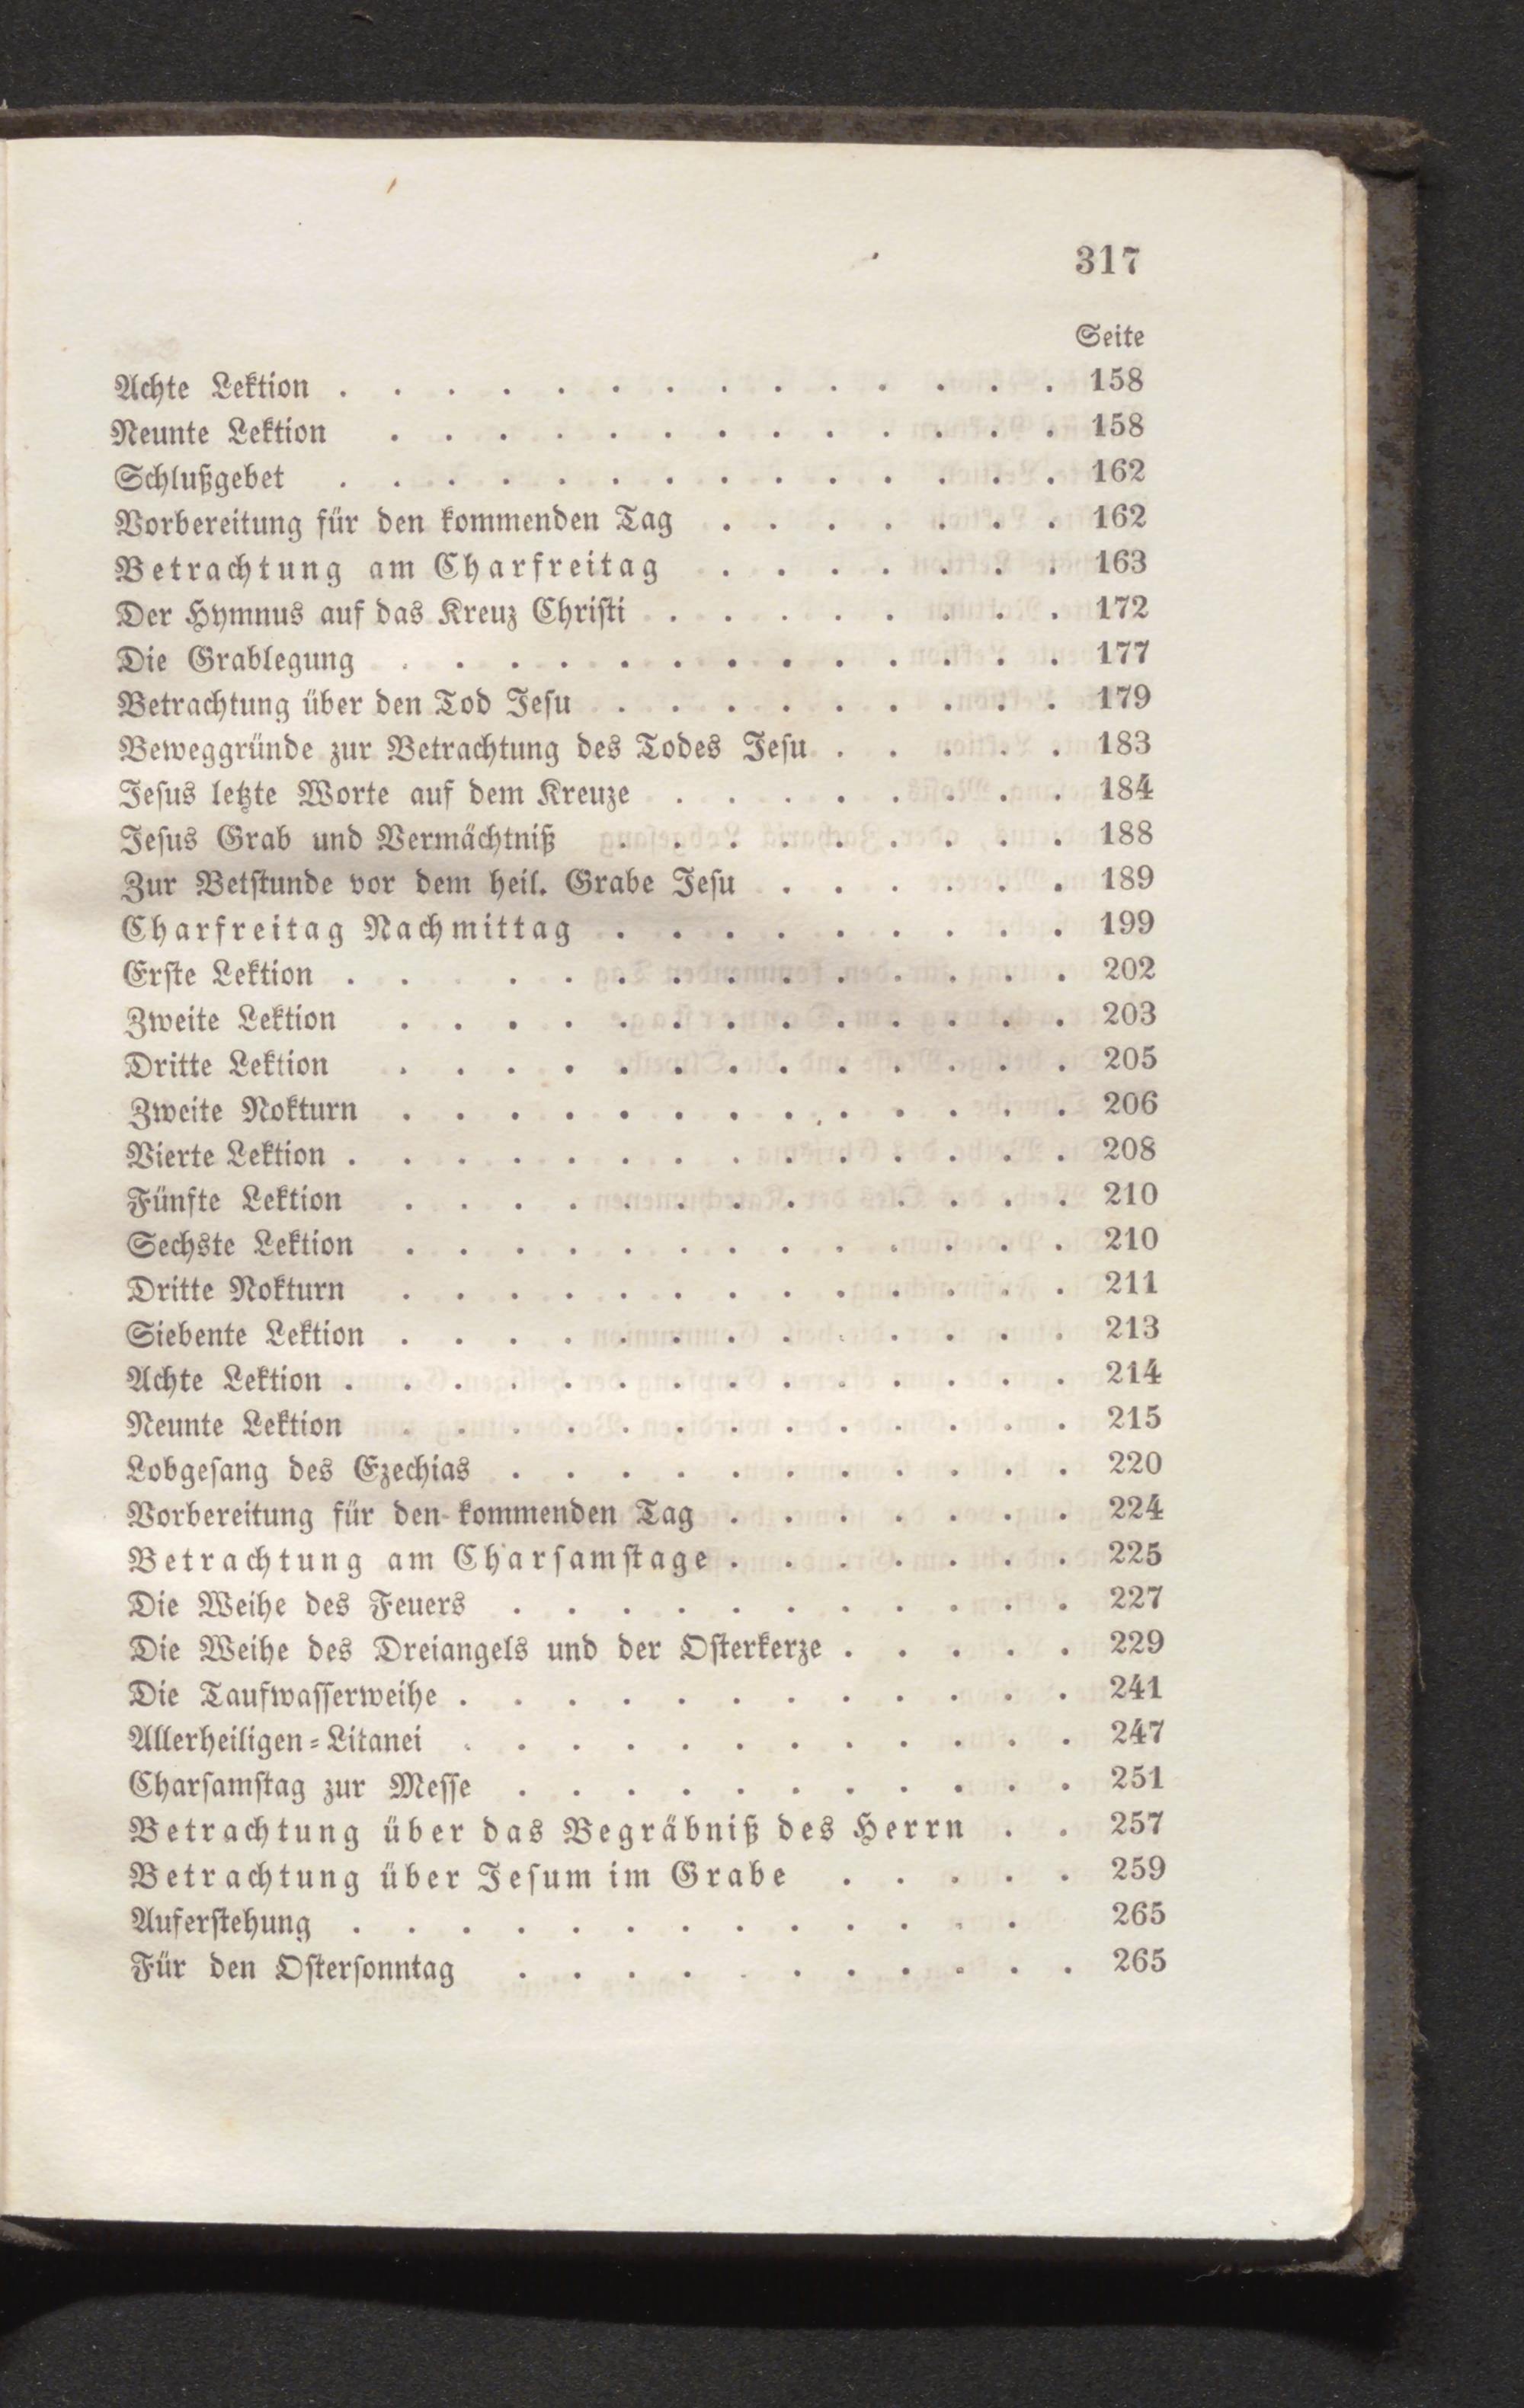 317
Seite
Achte Lektion . . . . . . . . . . . . . . 158
Neunte Lektion . . . . . . . . . . . . . 158
Schlußgebet . . . . . . . . . . . . . . 162
Vorbereitung für den kommenden Tag . . . . . . . 162
Betrachtung am Charfreitag . . . . . . . 163
Der Hymnus auf das Kreuz Chriſti . . . . . . . . 172
Die Grablegung . . . . . . . . . . . . . 177
Betrachtung über den Tod Jeſu . . . . . . . . . 179
Beweggründe zur Betrachtung des Todes Jeſu . . . . . 183
Jeſus letzte Worte auf dem Kreuze . . . . . . . . 184
Jeſus Grab und Vermächtniß . . . . . . . . . 188
Zur Betſtunde vor dem heil. Grabe Jeſu . . . . . . 189
Charfreitag Nachmittag . . . . . . . . . 199
Erſte Lektion . . . . . . . . . . . . . 202
Zweite Lektion . . . . . . . . . . . . . 203
Dritte Lektion . . . . . . . . . . . . . 205
Zweite Nokturn . . . . . . . . . . . . . 206
Vierte Lektion . . . . . . . . . . . . . . 208
Fünfte Lektion . . . . . . . . . . . . 210
Sechste Lektion . . . . . . . . . . . . . 210
Dritte Nokturn . . . . . . . . . . . . . 211
Siebente Lektion . . . . . . . . . . . . . 213
Achte Lektion . . . . . . . . . . . . . . 214
Neunte Lektion . . . . . . . . . . . . . 215
Lobgeſang des Ezechias . . . . . . . . . . . 220
Vorbereitung für den kommenden Tag . . . . . . . 224
Betrachtung am Charſamſtage . . . . . . . 225
Die Weihe des Feuers . . . . . . . . . . . 227
Die Weihe des Dreiangels und der Oſterkerze . . . . . 229
Die Taufwaſſerweihe . . . . . . . . . . . . 241
Allerheiligen-Litanei . . . . . . . . . . . . 247
Charſamſtag zur Meſſe . . . . . . . . . . . 251
Betrachtung über das Begräbniß des Herrn . . 257
Betrachtung über Jeſum im Grabe . . . . . 259
Auferſtehung . . . . . . . . . . . . . 265
Für den Oſterſonntag . . . . . . . . . . . 265